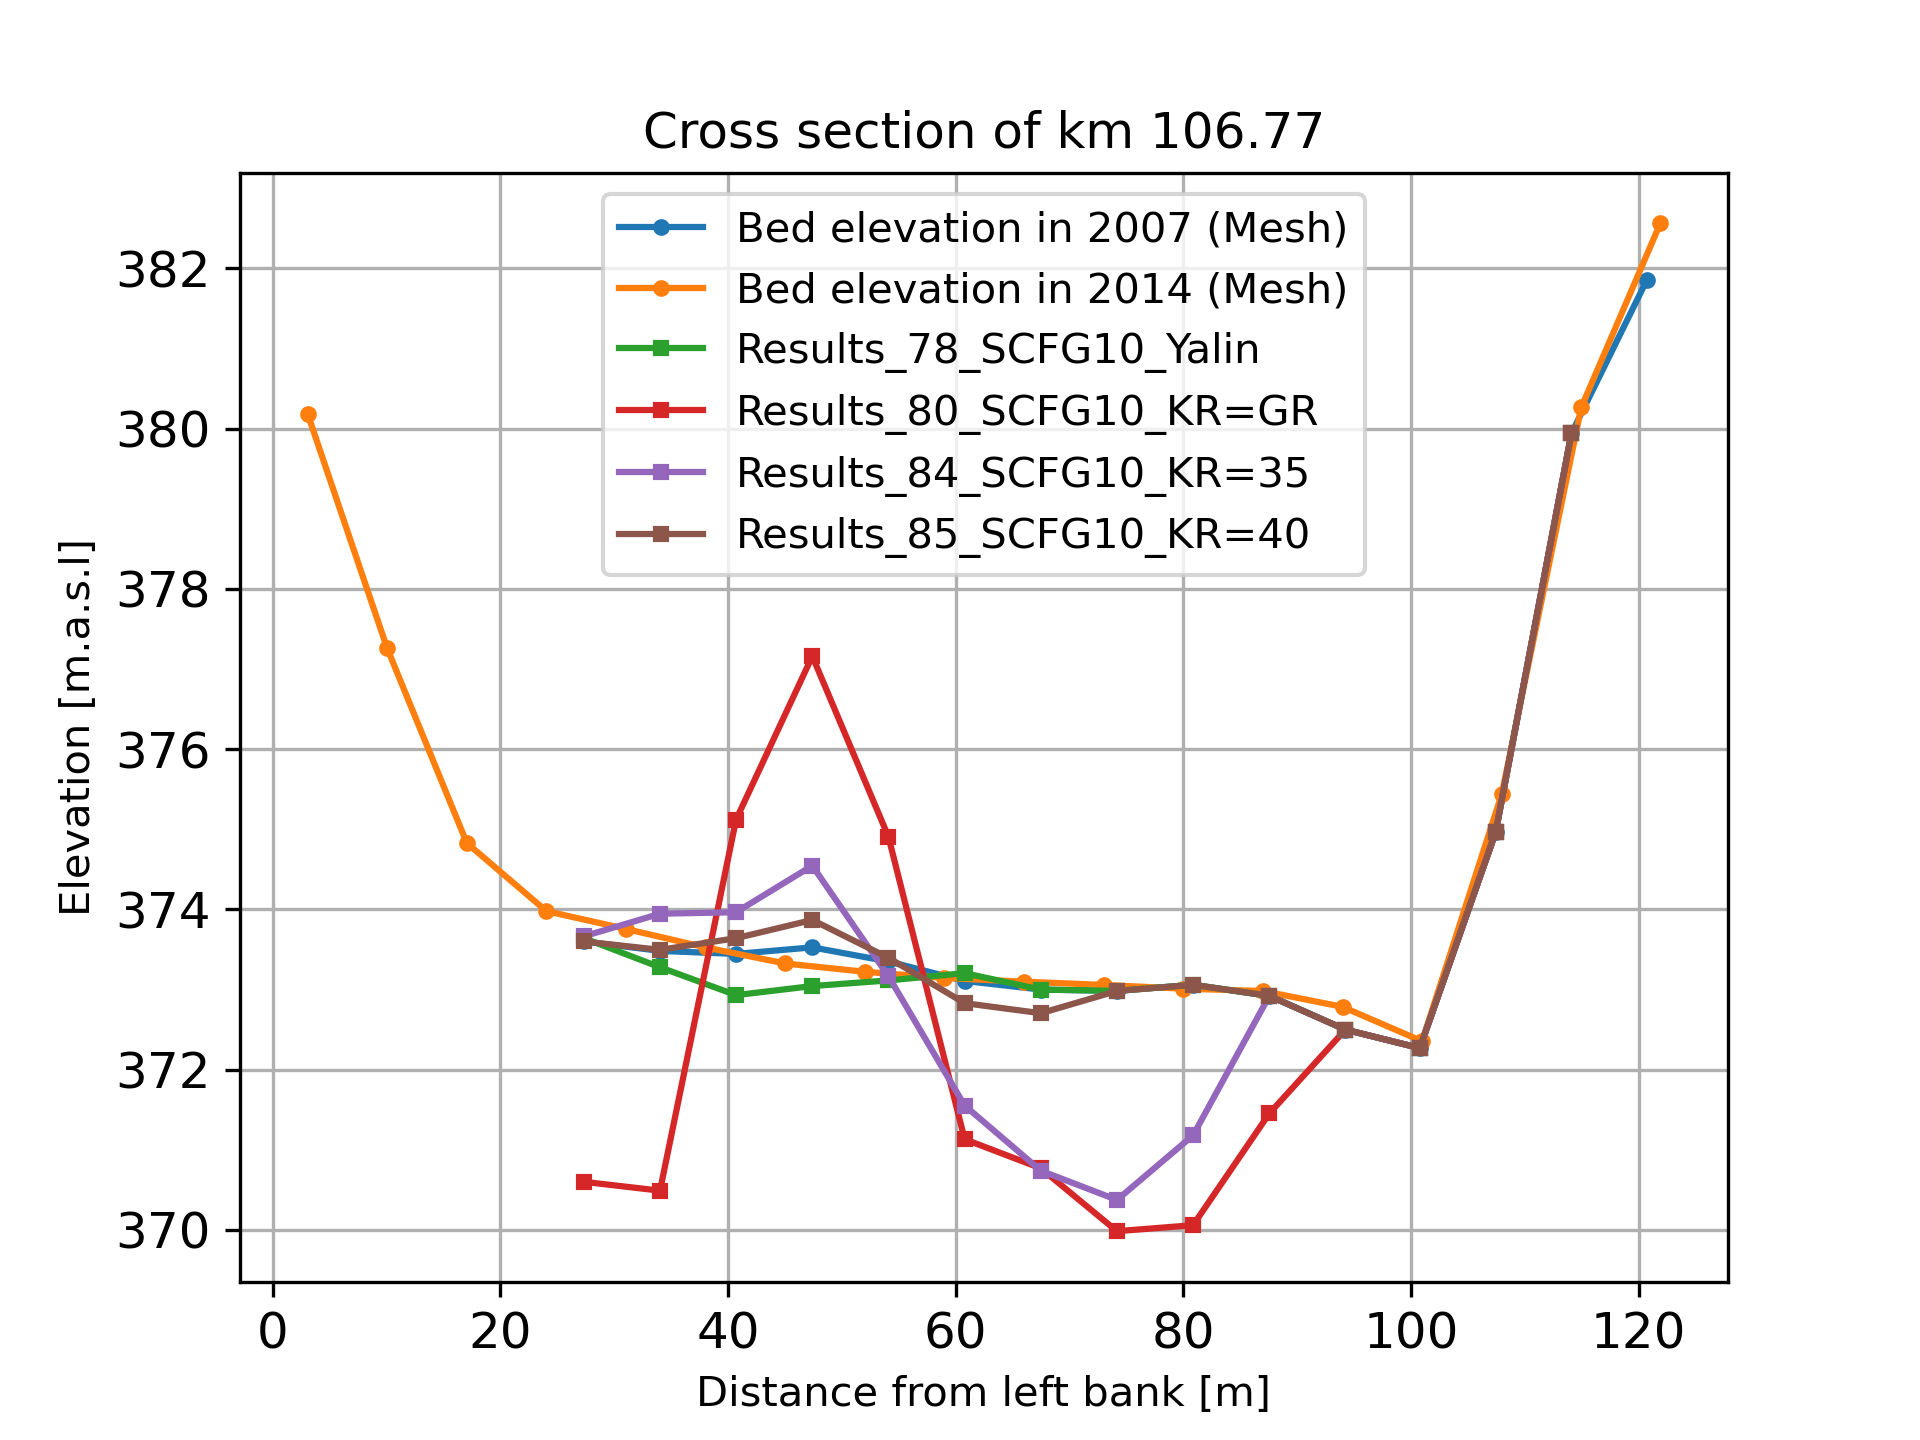 Cross section of km 106.77
Bed elevation in 2007 (Mesh)
Bed elevation in 2014 (Mesh)
Results_78_SCFG10_Yalin
Results_80_SCFG10_KR=GR
Results_84_SCFG10_KR=35
Results_85_SCFG10_KR=40
Elevation [m.a.s.l]
382
380
378
376
374
372
370
0 20 40 60 80 100 120
Distance from left bank [m]